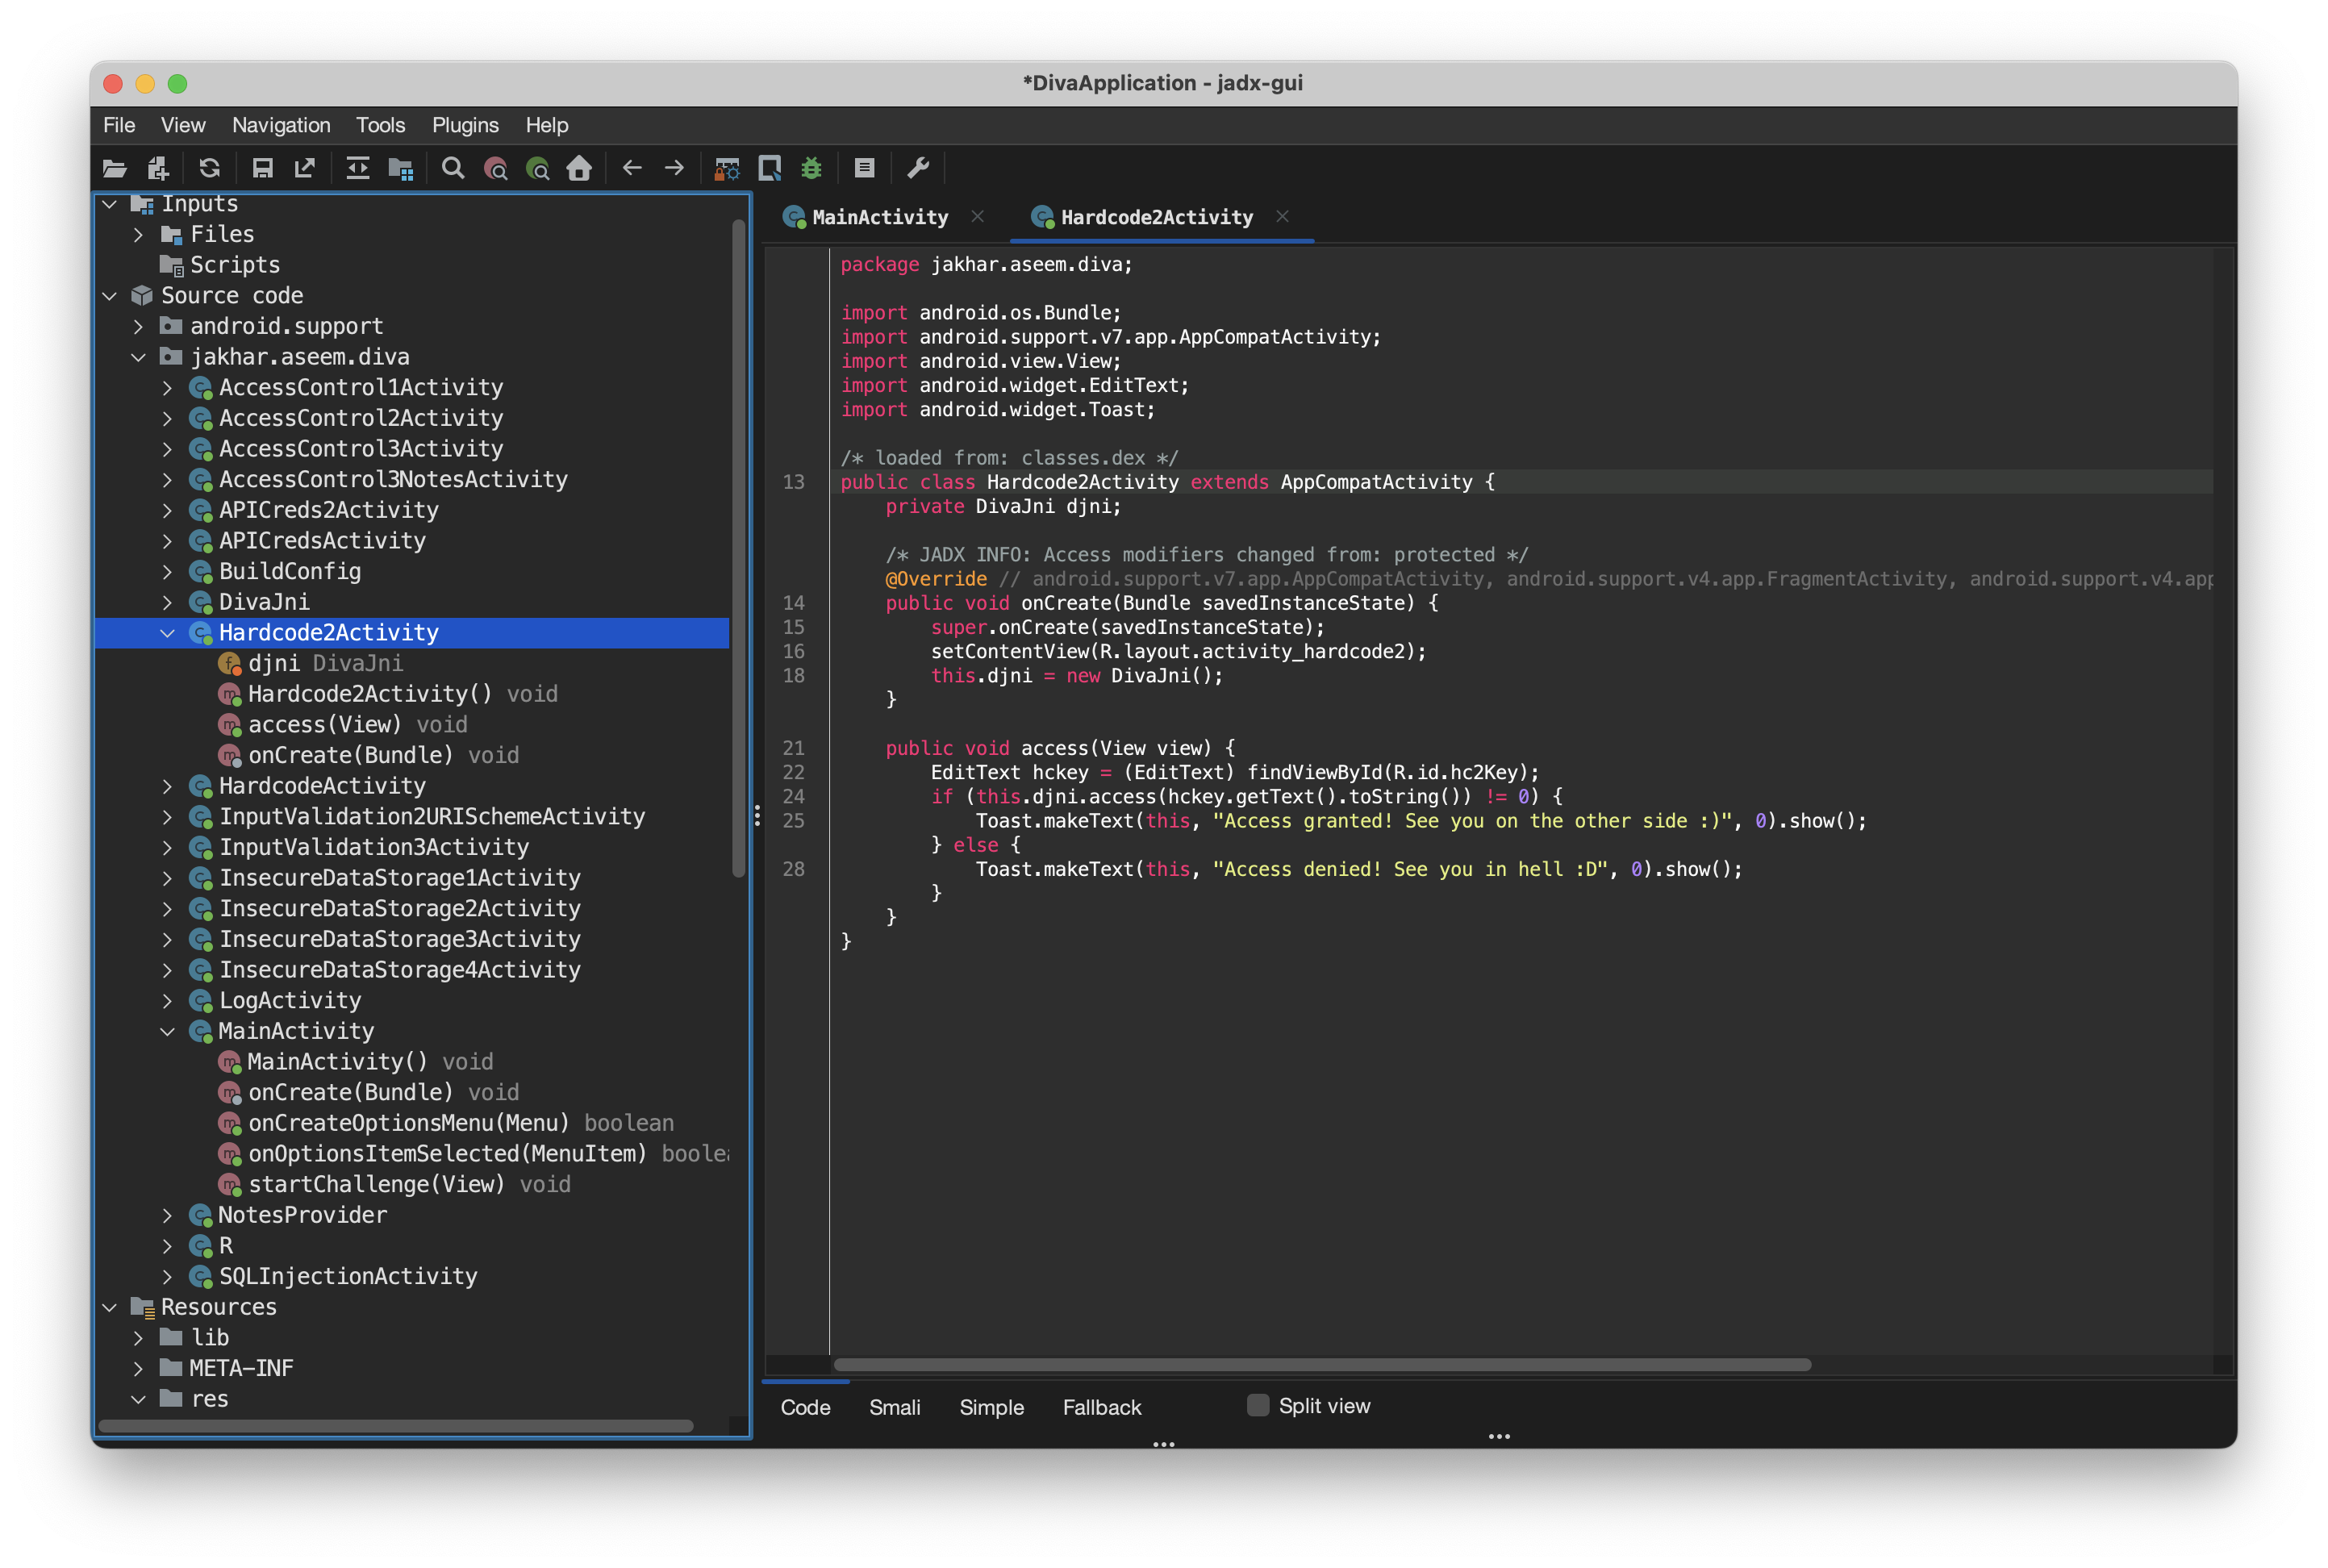 *DivaApplication - jadx-gui
File View Navigation Tools Plugins Help
Inputs
Files
Scripts
Source code
android.support
jakhar.aseem.diva
AccessControl1Activity
AccessControl2Activity
AccessControl3Activity
AccessControl3NotesActivity
APICreds2Activity
APICredsActivity
BuildConfig
DivaJni
Hardcode2Activity
djni DivaJni
Hardcode2Activity() void
access(View) void
onCreate(Bundle) void
HardcodeActivity
InputValidation2URISchemeActivity
InputValidation3Activity
InsecureDataStorage1Activity
InsecureDataStorage2Activity
InsecureDataStorage3Activity
InsecureDataStorage4Activity
LogActivity
MainActivity
MainActivity() void
onCreate(Bundle) void
onCreateOptionsMenu(Menu) boolean
onOptionsItemSelected(MenuItem) boolea
startChallenge(View) void
NotesProvider
R
SQLInjectionActivity
Resources
lib
META-INF
res
MainActivity Hardcode2Activity
package jakhar.aseem.diva;
import android.os.Bundle;
import android.support.v7.app.AppCompatActivity;
import android.view.View;
import android.widget.EditText;
import android.widget.Toast;
/* loaded from: classes.dex */
13 public class Hardcode2Activity extends AppCompatActivity {
private DivaJni djni;
/* JADX INFO: Access modifiers changed from: protected */
@Override // android.support.v7.app.AppCompatActivity, android.support.v4.app.FragmentActivity, android.support.v4.app
14 public void onCreate(Bundle savedInstanceState) {
15 super.onCreate(savedInstanceState);
16 setContentView(R.layout.activity_hardcode2);
18 this.djni = new DivaJni();
}
21 public void access(View view) {
22 EditText hckey = (EditText) findViewById(R.id.hc2Key);
24 if (this.djni.access(hckey.getText().toString()) != 0) {
25 Toast.makeText(this, "Access granted! See you on the other side :)", 0).show();
} else {
28 Toast.makeText(this, "Access denied! See you in hell :D", 0).show();
}
}
}
Code Smali Simple Fallback Split view